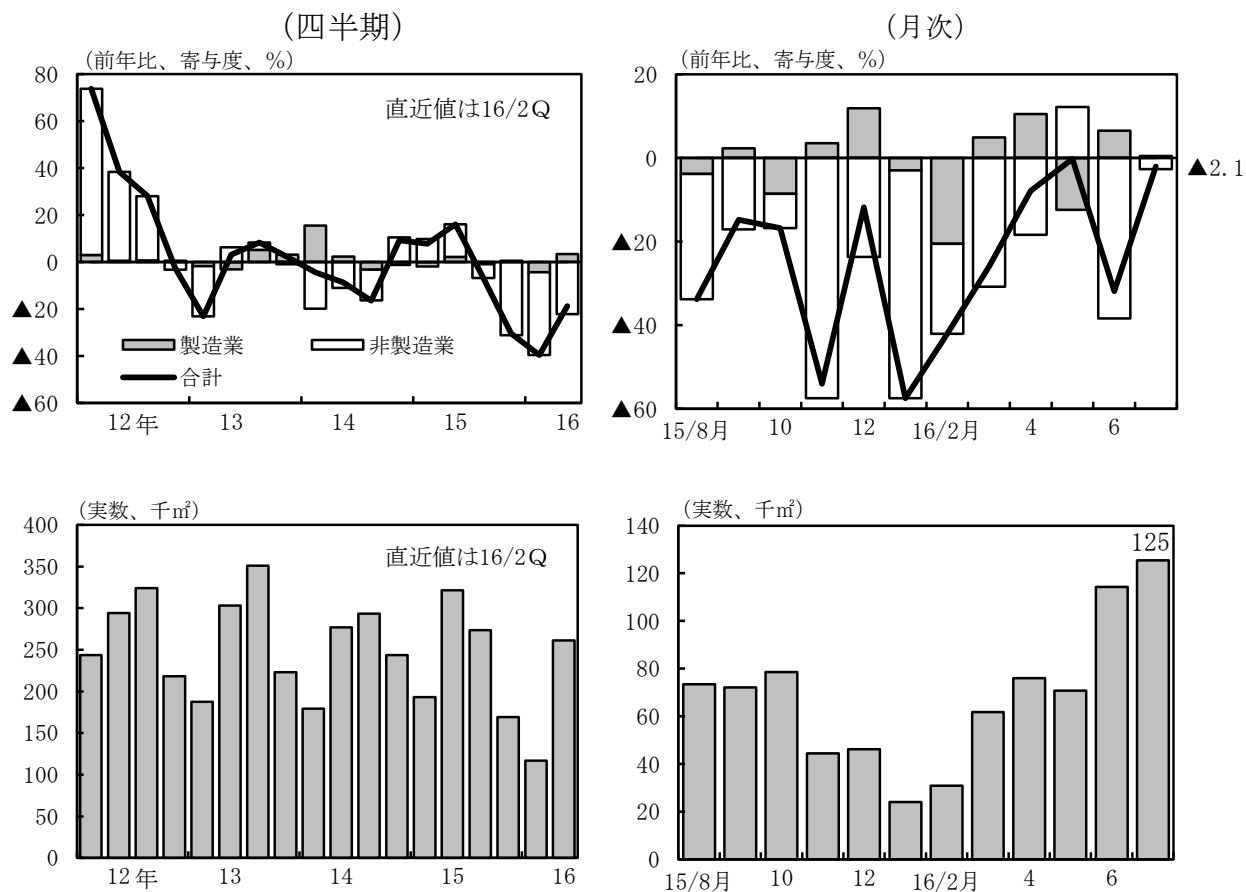 (四半期)
(前年比、寄与度、%)
80
60
40
20
0
▲20
▲40
▲60
直近値は16/2Q
製造業
非製造業
合計
12年 13 14 15 16
(月次)
(前年比、寄与度、%)
20
0
▲20
▲40
▲60
▲2.1
15/8月 10 12 16/2月 4 6
(実数、千㎡)
400
350
300
250
200
150
100
50
0
直近値は16/2Q
12年 13 14 15 16
(実数、千㎡)
140
120
100
80
60
40
20
0
125
15/8月 10 12 16/2月 4 6